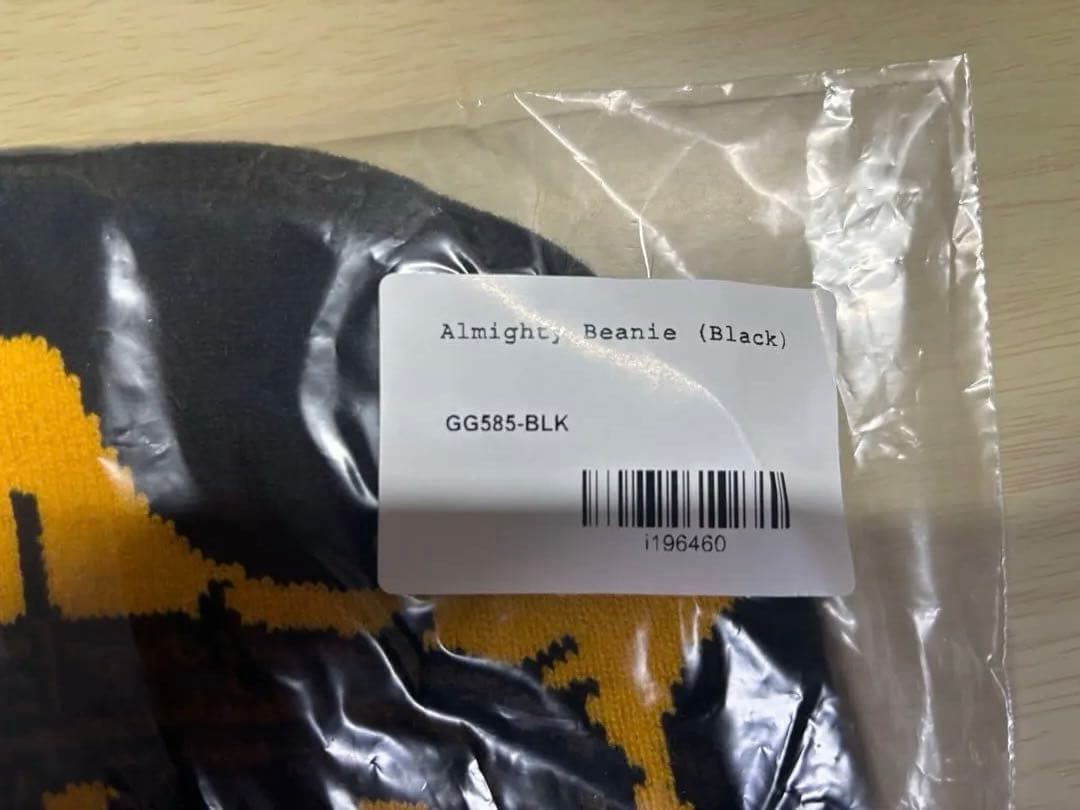 Almighty Beanie (Black)
GG585-BLK
i196460